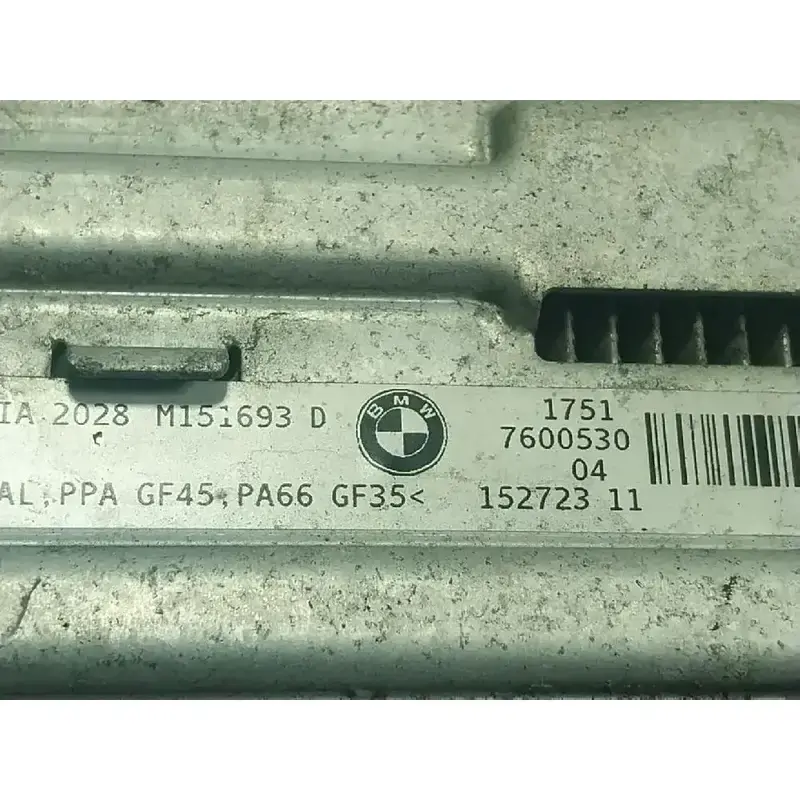 IA 2028 M151693 D
BMW
1751
7600530
04
AL;PPA GF45;PA66 GF35<
152723 11